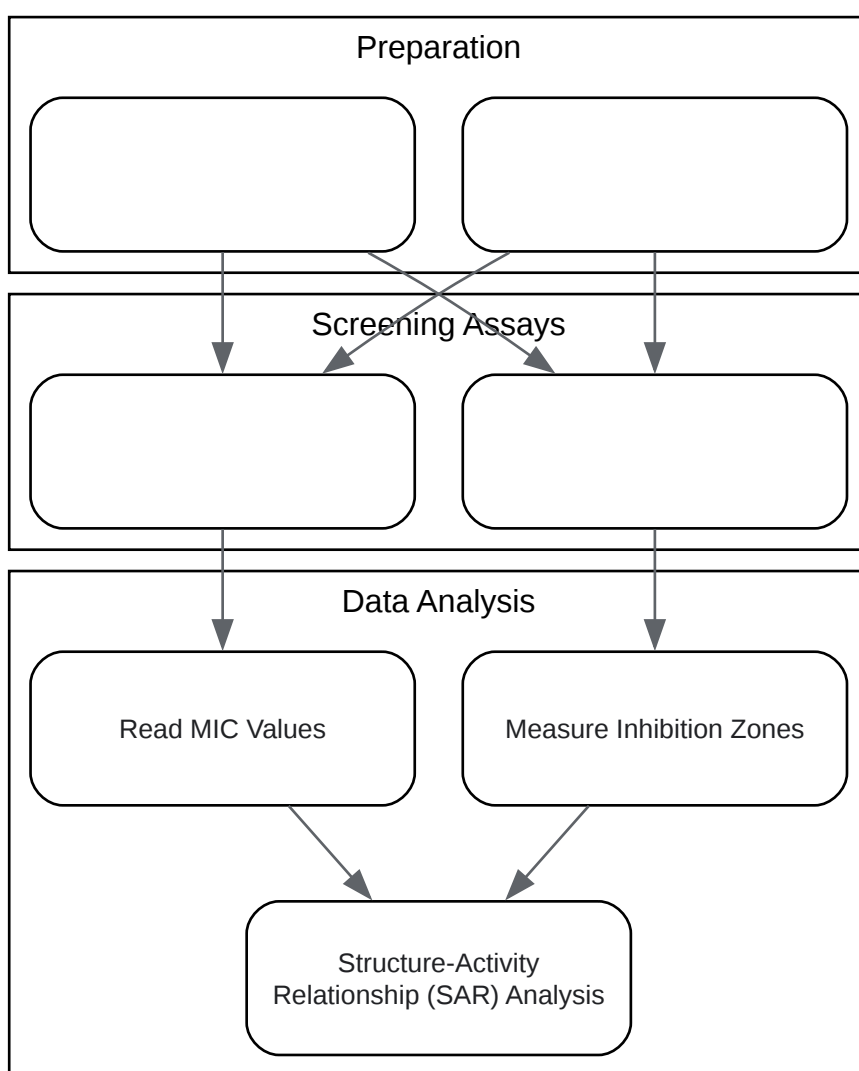 Preparation
Screening Assays
Data Analysis
Read MIC Values
Measure Inhibition Zones
Structure-Activity
Relationship (SAR) Analysis